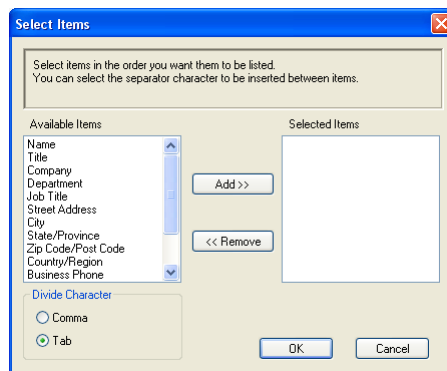 Select Items
Select items in the order you want them to be listed.
You can select the separator character to be inserted between items.
Available Items
Selected Items
Name
Title
Company
Department
Job Title
Street Address
City
State/Province
Zip Code/Post Code
Country/Region
Business Phone
Add >>
<< Remove
Divide Character
Comma
Tab
OK
Cancel